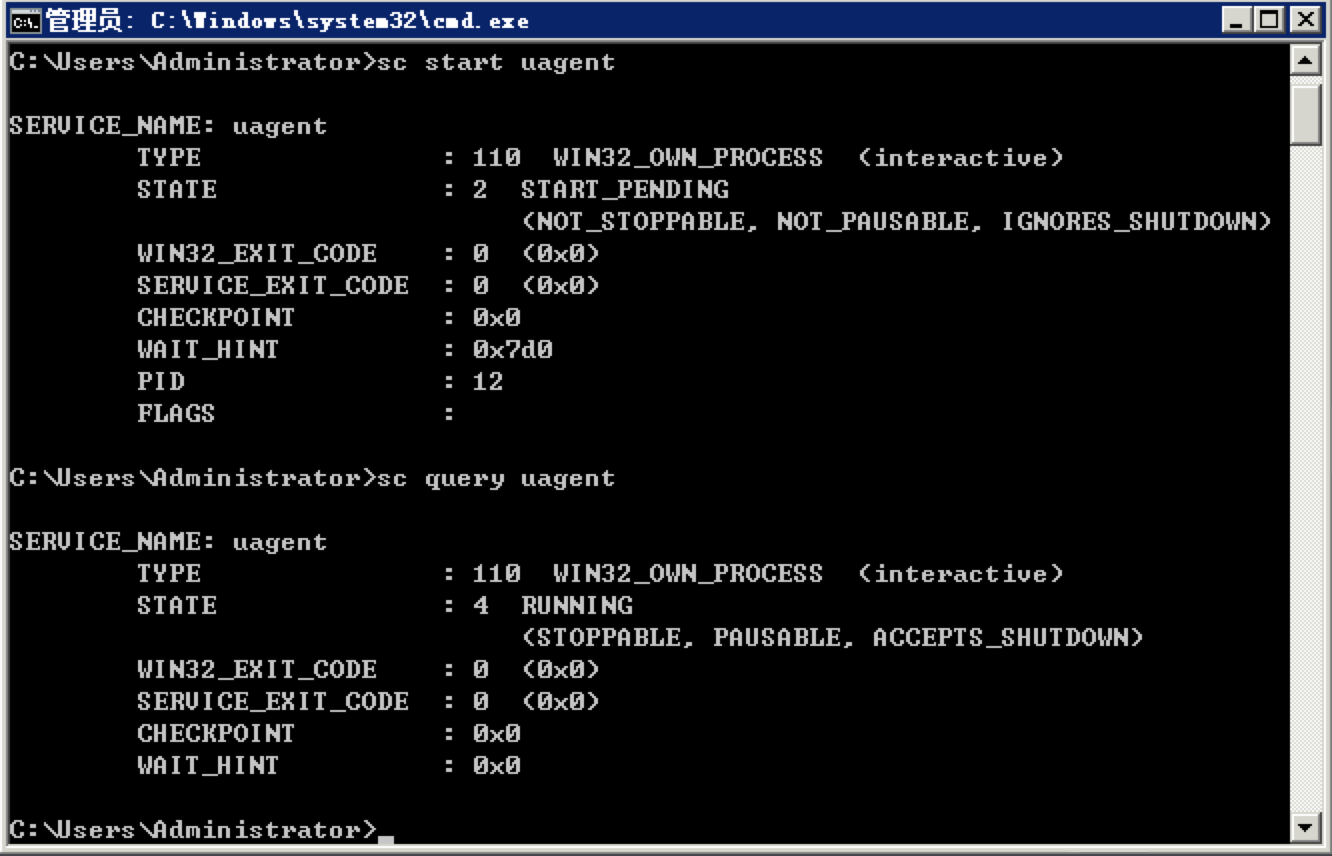 管理员: C:\Windows\system32\cmd.exe
C:\Users\Administrator>sc start uagent
SERVICE_NAME: uagent
TYPE : 110 WIN32_OWN_PROCESS (interactive)
STATE : 2 START_PENDING
(NOT_STOPPABLE, NOT_PAUSABLE, IGNORES_SHUTDOWN)
WIN32_EXIT_CODE : 0 (0x0)
SERVICE_EXIT_CODE : 0 (0x0)
CHECKPOINT : 0x0
WAIT_HINT : 0x7d0
PID : 12
FLAGS :
C:\Users\Administrator>sc query uagent
SERVICE_NAME: uagent
TYPE : 110 WIN32_OWN_PROCESS (interactive)
STATE : 4 RUNNING
(STOPPABLE, PAUSABLE, ACCEPTS_SHUTDOWN)
WIN32_EXIT_CODE : 0 (0x0)
SERVICE_EXIT_CODE : 0 (0x0)
CHECKPOINT : 0x0
WAIT_HINT : 0x0
C:\Users\Administrator>_